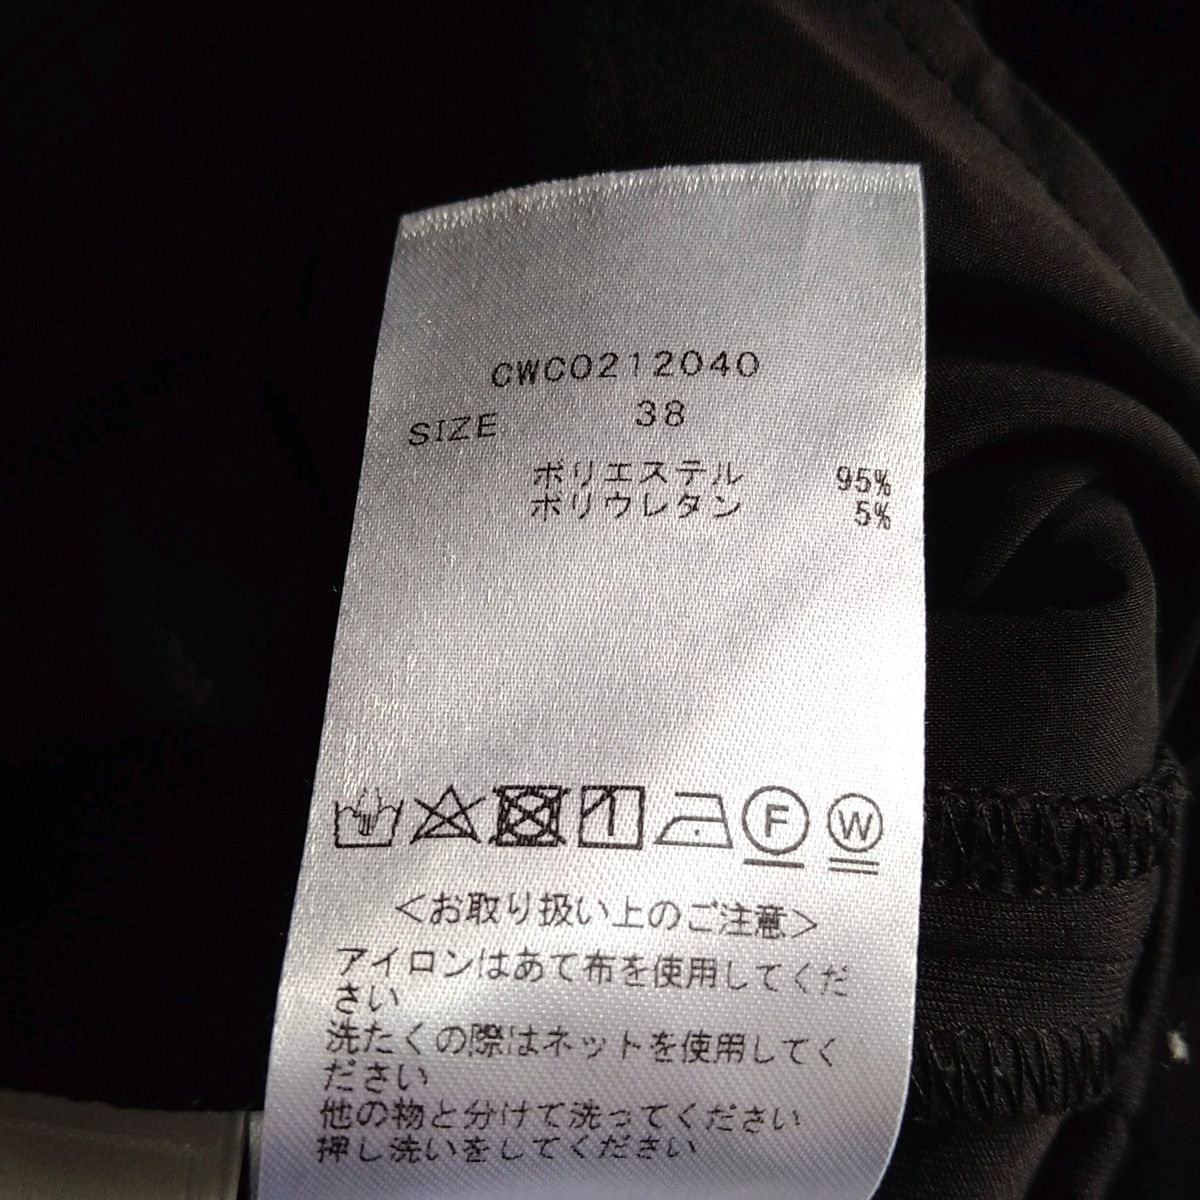 CWC0212040
SIZE 38
ポリエステル 95%
ポリウレタン 5%
F W
<お取り扱い上のご注意>
アイロンはあて布を使用してくだ
さい
洗たくの際はネットを使用してく
ださい
他の物と分けて洗ってください
押し洗いをしてください